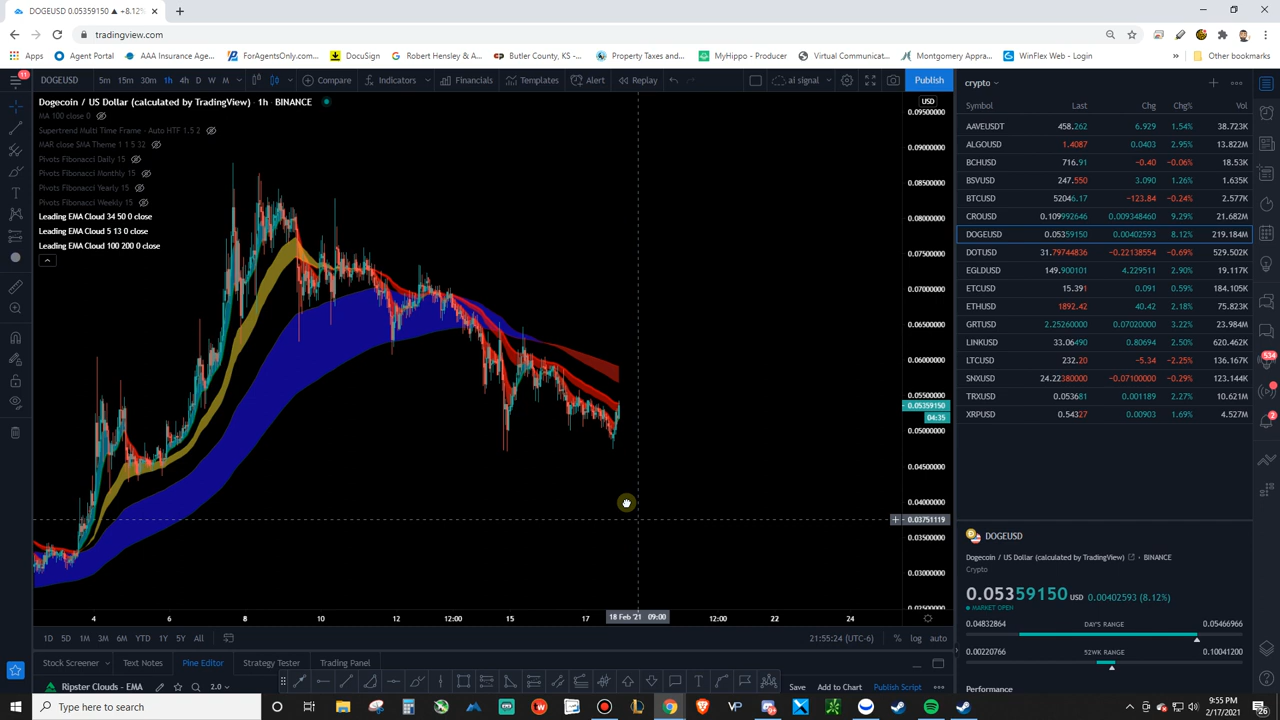 DOGEUSD 0.05359150 ▲ +8.12%
tradingview.com
Apps Agent Portal AAA Insurance Age... ForAgentsOnly.com DocuSign Robert Hensley & A... Butler County, KS -... Property Taxes and... MyHippo - Producer Virtual Communicat... Montgomery Apprai... WinFlex Web - Login Other bookmarks
11 DOGEUSD 5m 15m 30m 1h 4h D W M Compare Indicators Financials Templates Alert Replay ai signal Publish crypto
Dogecoin / US Dollar (calculated by TradingView) · 1h BINANCE
MA 100 close 0
Supertrend Multi Time Frame - Auto HTF 1.5 2
MAR close SMA Theme 1 1 5 32
Pivots Fibonacci Daily 15
Pivots Fibonacci Monthly 15
Pivots Fibonacci Yearly 15
Pivots Fibonacci Weekly 15
Leading EMA Cloud 34 50 0 close
Leading EMA Cloud 5 13 0 close
Leading EMA Cloud 100 200 0 close
USD
0.09500000
0.09000000
0.08500000
0.08000000
0.07500000
0.07000000
0.06500000
0.06000000
0.05500000
0.05359150
04:35
0.05000000
0.04500000
0.04000000
0.03751119
0.03500000
0.03000000
0.02500000
4 6 8 10 12 12:00 15 17 18 Feb '21 09:00 12:00 22 24
Symbol Last Chg Chg% Vol
AAVEUSDT 458.262 6.929 1.54% 38.723K
ALGOUSD 1.4087 0.0403 2.95% 13.822M
BCHUSD 716.91 −0.40 −0.06% 18.53K
BSVUSD 247.550 3.090 1.26% 1.635K
BTCUSD 52046.17 −123.84 −0.24% 2.577K
CROUSD 0.109992646 0.009348460 9.29% 21.682M
DOGEUSD 0.05359150 0.00402593 8.12% 219.184M
DOTUSD 31.79744836 −0.22138554 −0.69% 529.502K
EGLDUSD 149.900101 4.229511 2.90% 19.117K
ETCUSD 15.391 0.091 0.59% 184.105K
ETHUSD 1892.42 40.42 2.18% 75.823K
GRTUSD 2.25260000 0.07020000 3.22% 23.984M
LINKUSD 33.06490 0.80694 2.50% 620.462K
LTCUSD 232.20 −5.34 −2.25% 136.167K
SNXUSD 24.22380000 −0.07100000 −0.29% 123.144K
TRXUSD 0.053681 0.001189 2.27% 10.621M
XRPUSD 0.54327 0.00903 1.69% 4.527M
534
2
DOGEUSD
Dogecoin / US Dollar (calculated by TradingView) · BINANCE
Crypto
0.05359150 USD 0.00402593 (8.12%)
MARKET OPEN
0.04832864 DAY'S RANGE 0.05466966
0.00220766 52WK RANGE 0.10041200
Performance
1D 5D 1M 3M 6M YTD 1Y 5Y All 21:55:24 (UTC-6) % log auto
Stock Screener Text Notes Pine Editor Strategy Tester Trading Panel
Ripster Clouds - EMA 2.0 Save Add to Chart Publish Script
Type here to search
9:55 PM
2/17/2021
26